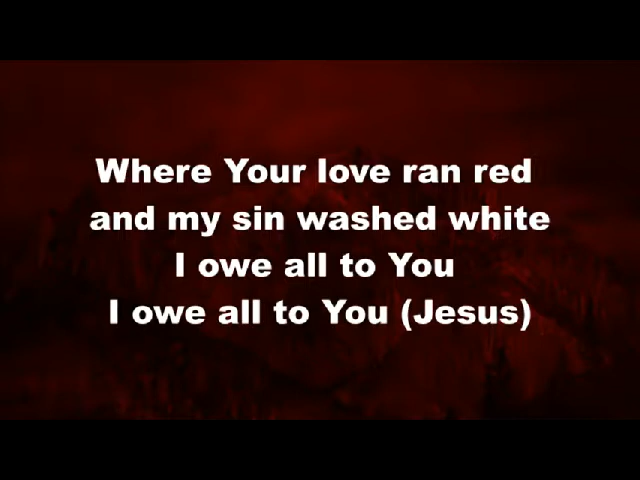 Where Your love ran red
and my sin washed white
I owe all to You
I owe all to You (Jesus)